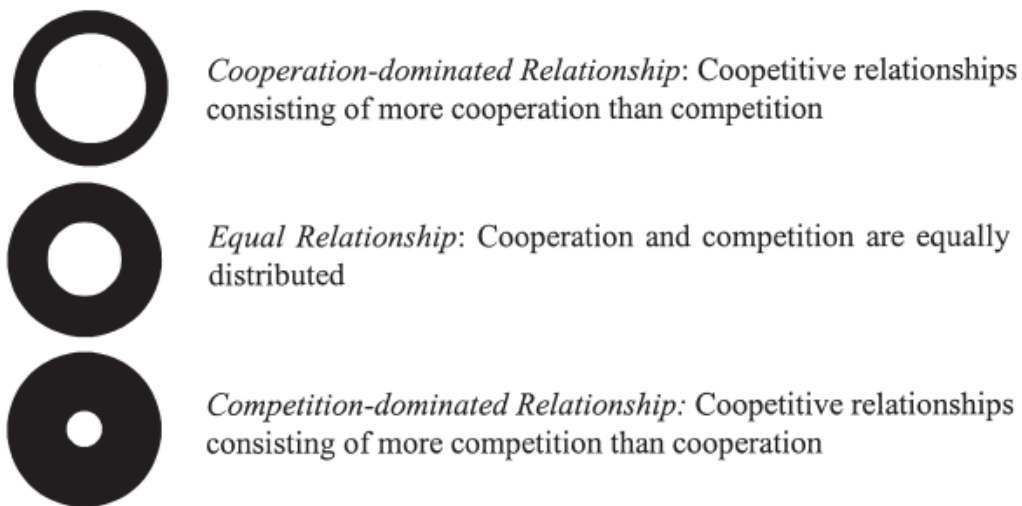 Cooperation-dominated Relationship: Coopetitive relationships
consisting of more cooperation than competition
Equal Relationship: Cooperation and competition are equally
distributed
Competition-dominated Relationship: Coopetitive relationships
consisting of more competition than cooperation